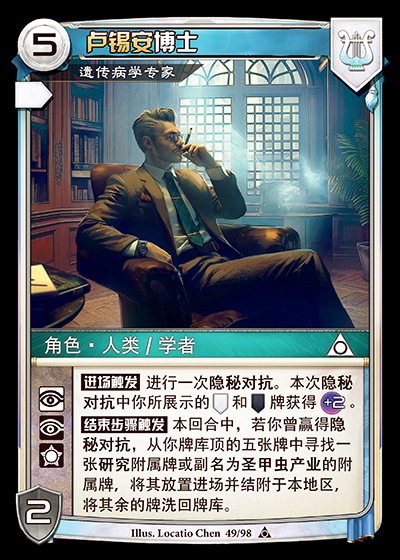 5
卢锡安博士
遗传病学专家
角色·人类/学者
进场触发 进行一次隐秘对抗。本次隐秘
对抗中你所展示的 和 牌获得 +2 。
结束步骤触发 本回合中，若你曾赢得隐
秘对抗，从你牌库顶的五张牌中寻找一
张研究附属牌或副名为圣甲虫产业的附
属牌，将其放置进场并结附于本地区，
将其余的牌洗回牌库。
2
Illus. Locatio Chen 49/98